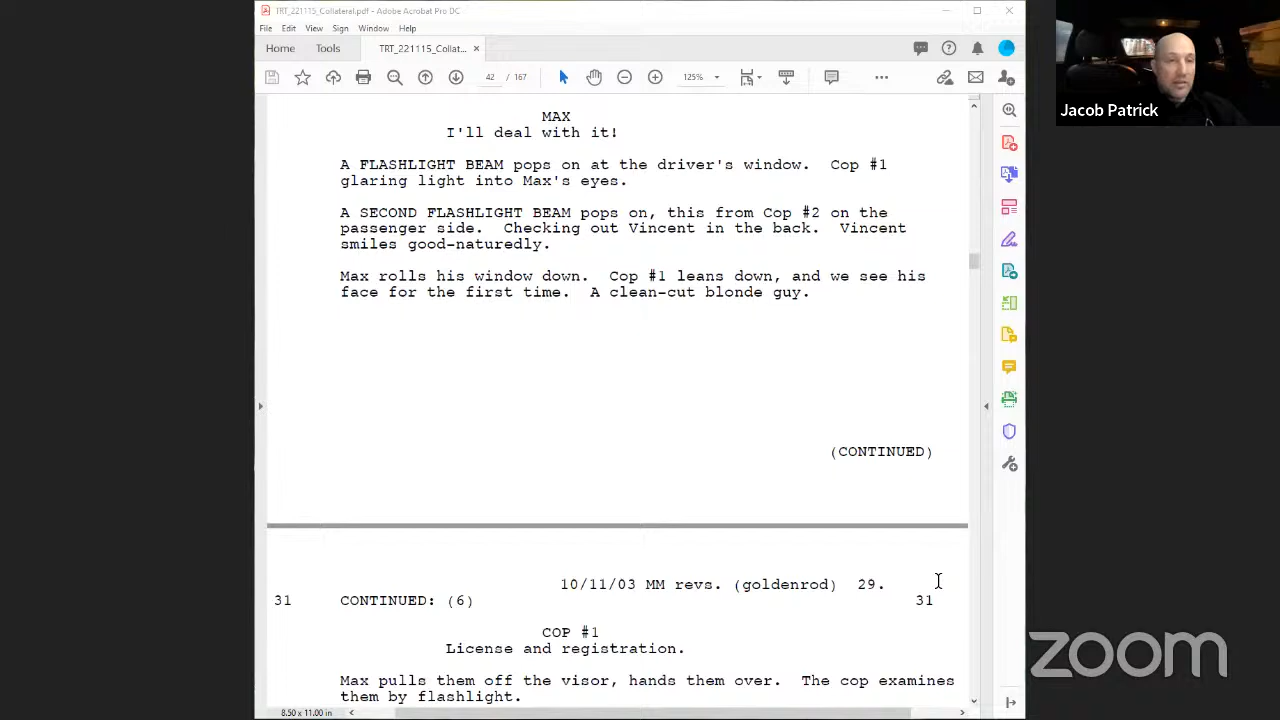 TRT_221115_Collateral.pdf - Adobe Acrobat Pro DC
File Edit View Sign Window Help
Home Tools TRT_221115_Collat... ×
42 / 167 125%
MAX
I'll deal with it!
A FLASHLIGHT BEAM pops on at the driver's window. Cop #1
glaring light into Max's eyes.
A SECOND FLASHLIGHT BEAM pops on, this from Cop #2 on the
passenger side. Checking out Vincent in the back. Vincent
smiles good-naturedly.
Max rolls his window down. Cop #1 leans down, and we see his
face for the first time. A clean-cut blonde guy.
(CONTINUED)
10/11/03 MM revs. (goldenrod) 29.
31 CONTINUED: (6) 31
COP #1
License and registration.
Max pulls them off the visor, hands them over. The cop examines
them by flashlight.
8.50 x 11.00 in
Jacob Patrick
zoom